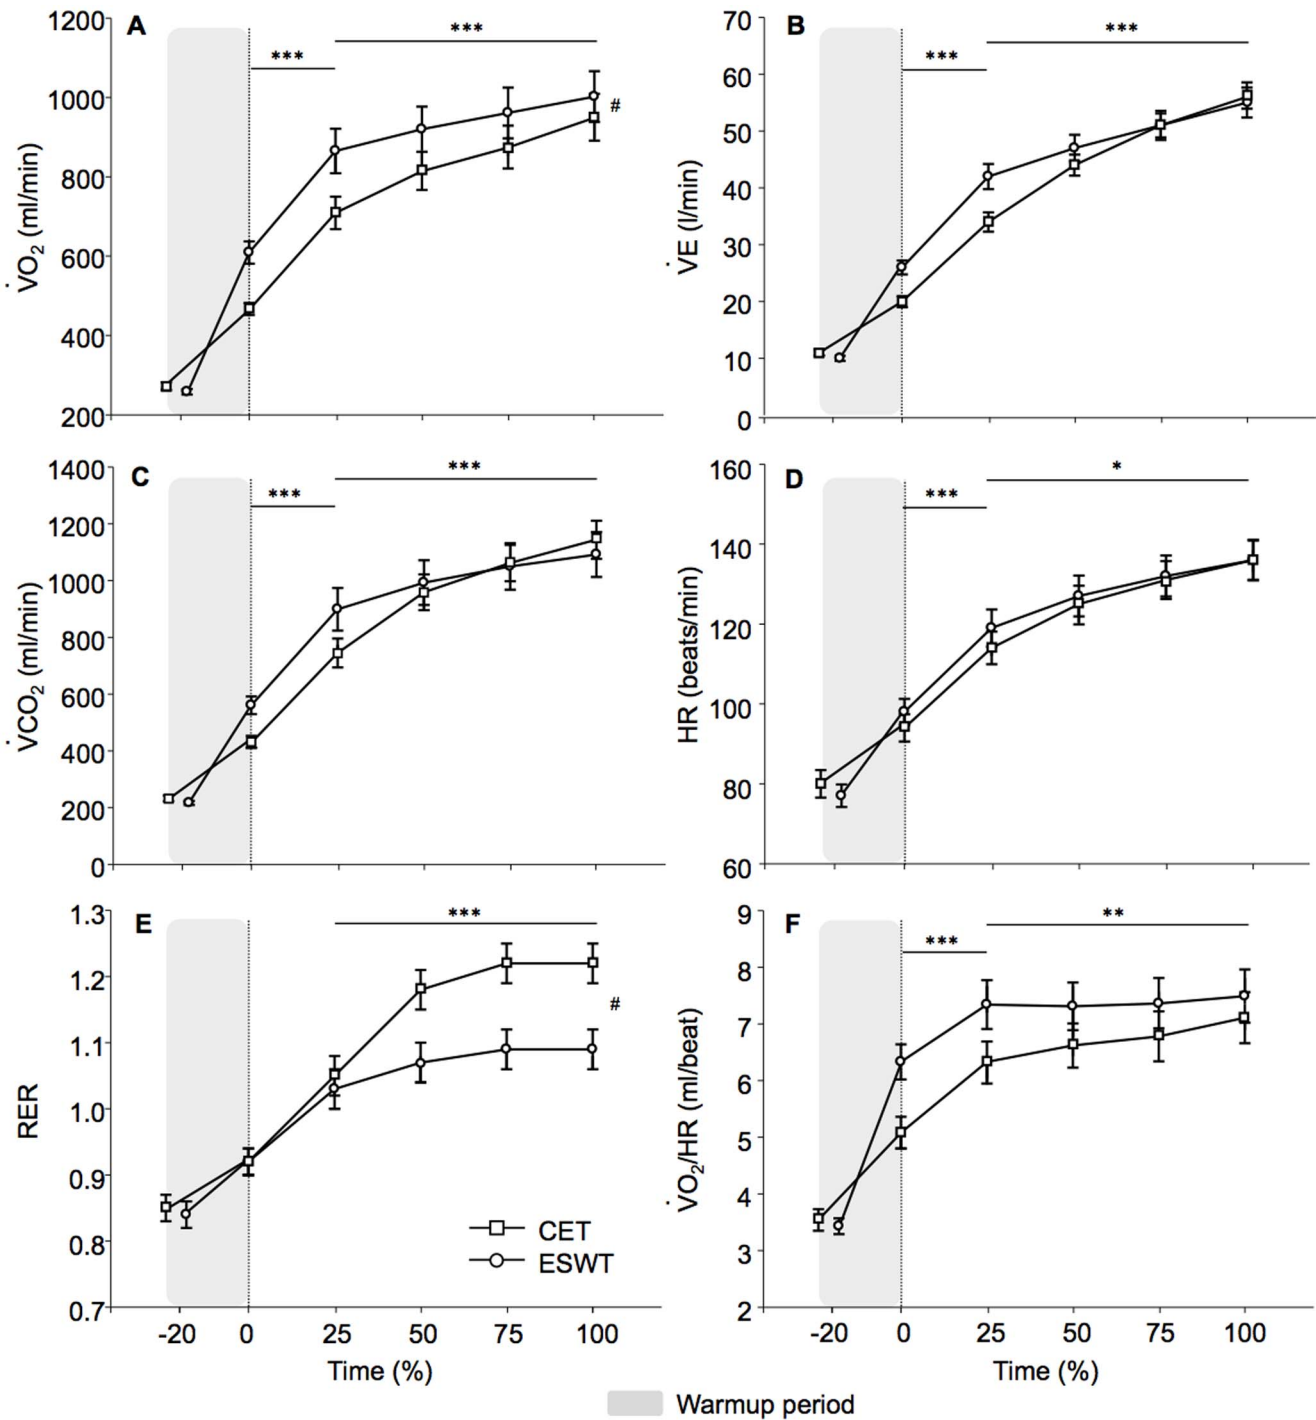 A
***
***
#
1200
1000
800
600
400
200
V̇O₂ (ml/min)
B
***
***
70
60
50
40
30
20
10
0
V̇E (l/min)
C
***
***
1400
1200
1000
800
600
400
200
0
V̇CO₂ (ml/min)
D
***
*
160
140
120
100
80
60
HR (beats/min)
E
***
#
1.3
1.2
1.1
1.0
0.9
0.8
0.7
RER
CET
ESWT
-20 0 25 50 75 100
Time (%)
F
***
**
9
8
7
6
5
4
3
2
V̇O₂/HR (ml/beat)
-20 0 25 50 75 100
Time (%)
Warmup period